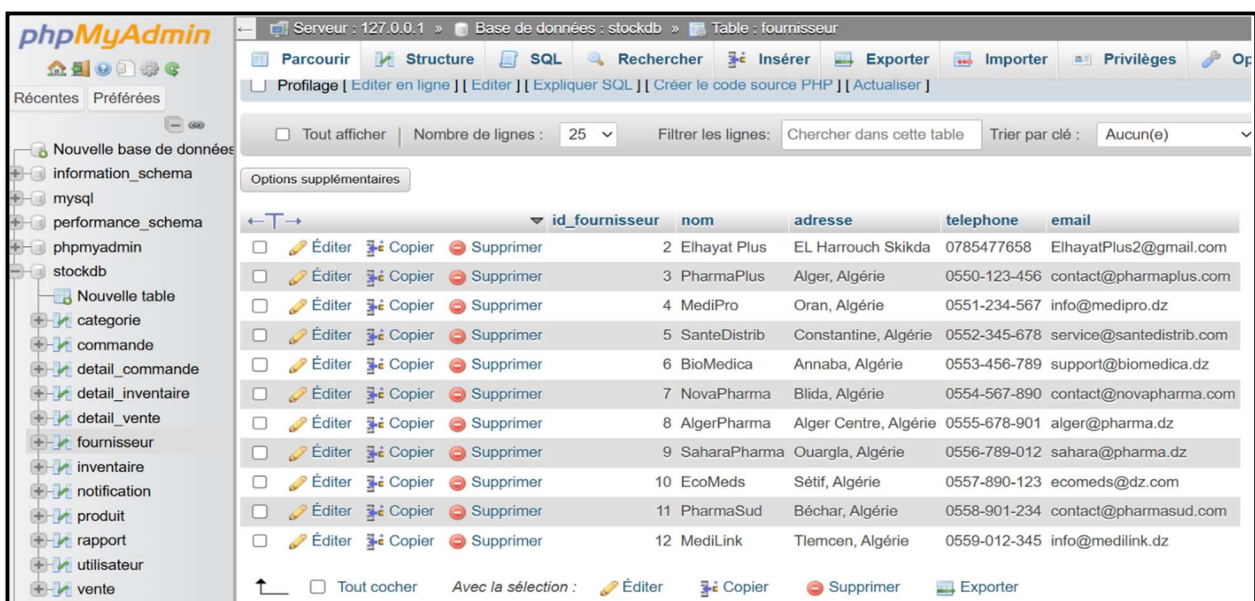 phpMyAdmin
Récentes Préférées
Nouvelle base de données
information_schema
mysql
performance_schema
phpmyadmin
stockdb
Nouvelle table
categorie
commande
detail_commande
detail_inventaire
detail_vente
fournisseur
inventaire
notification
produit
rapport
utilisateur
vente
Serveur : 127.0.0.1 » Base de données : stockdb » Table : fournisseur
Parcourir Structure SQL Rechercher Insérer Exporter Importer Privilèges Op
Profilage [ Éditer en ligne ] [ Éditer ] [ Expliquer SQL ] [ Créer le code source PHP ] [ Actualiser ]
Tout afficher | Nombre de lignes : 25 Filtrer les lignes: Chercher dans cette table Trier par clé : Aucun(e)
Options supplémentaires
←T→ id_fournisseur nom adresse telephone email
Éditer Copier Supprimer 2 Elhayat Plus EL Harrouch Skikda 0785477658 ElhayatPlus2@gmail.com
Éditer Copier Supprimer 3 PharmaPlus Alger, Algérie 0550-123-456 contact@pharmaplus.com
Éditer Copier Supprimer 4 MediPro Oran, Algérie 0551-234-567 info@medipro.dz
Éditer Copier Supprimer 5 SanteDistrib Constantine, Algérie 0552-345-678 service@santedistrib.com
Éditer Copier Supprimer 6 BioMedica Annaba, Algérie 0553-456-789 support@biomedica.dz
Éditer Copier Supprimer 7 NovaPharma Blida, Algérie 0554-567-890 contact@novapharma.com
Éditer Copier Supprimer 8 AlgerPharma Alger Centre, Algérie 0555-678-901 alger@pharma.dz
Éditer Copier Supprimer 9 SaharaPharma Ouargla, Algérie 0556-789-012 sahara@pharma.dz
Éditer Copier Supprimer 10 EcoMeds Sétif, Algérie 0557-890-123 ecomeds@dz.com
Éditer Copier Supprimer 11 PharmaSud Béchar, Algérie 0558-901-234 contact@pharmasud.com
Éditer Copier Supprimer 12 MediLink Tlemcen, Algérie 0559-012-345 info@medilink.dz
Tout cocher Avec la sélection : Éditer Copier Supprimer Exporter